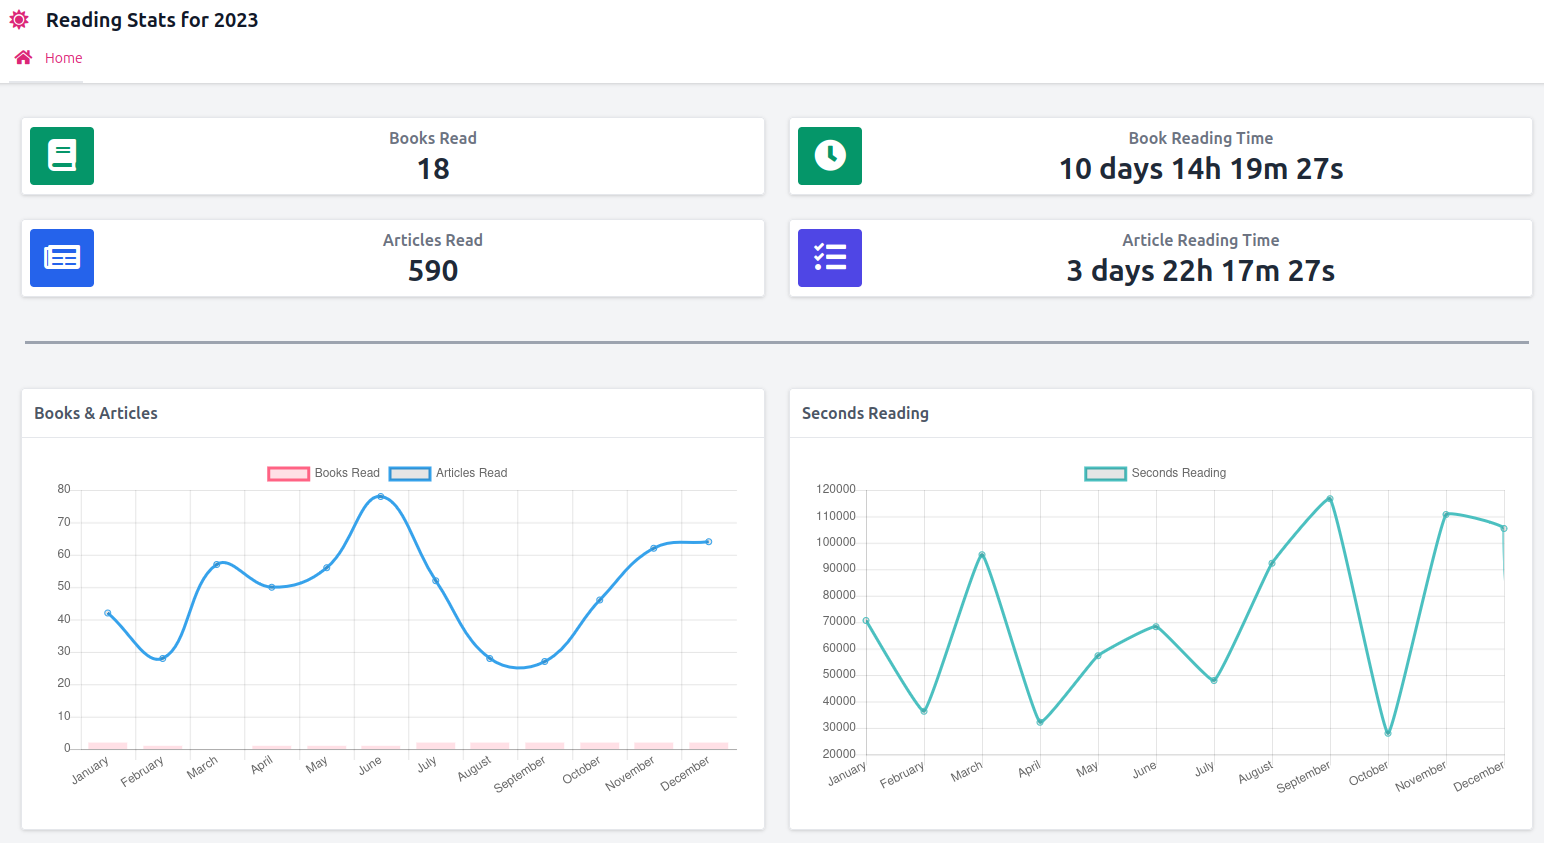 Reading Stats for 2023
Home
Books Read
18
Book Reading Time
10 days 14h 19m 27s
Articles Read
590
Article Reading Time
3 days 22h 17m 27s
Books & Articles
Books Read Articles Read
80
70
60
50
40
30
20
10
0
January February March April May June July August September October November December
Seconds Reading
Seconds Reading
120000
110000
100000
90000
80000
70000
60000
50000
40000
30000
20000
January February March April May June July August September October November December